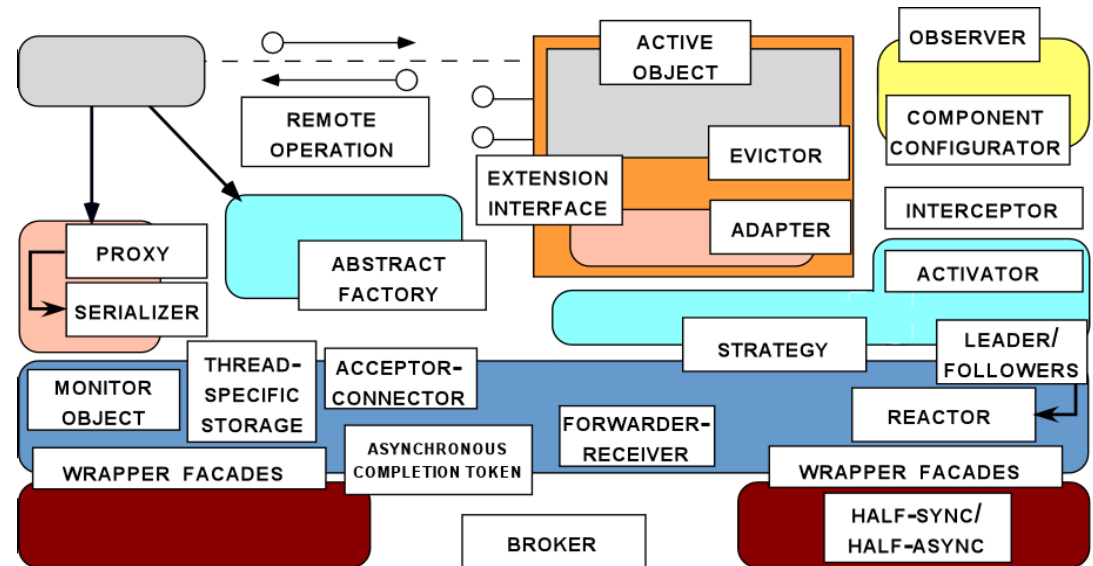 OBSERVER
ACTIVE
OBJECT
REMOTE
OPERATION
COMPONENT
CONFIGURATOR
EVICTOR
EXTENSION
INTERFACE
INTERCEPTOR
ADAPTER
PROXY
ABSTRACT
FACTORY
ACTIVATOR
SERIALIZER
STRATEGY
LEADER/
FOLLOWERS
MONITOR
OBJECT
THREAD-
SPECIFIC
STORAGE
ACCEPTOR-
CONNECTOR
REACTOR
FORWARDER-
RECEIVER
ASYNCHRONOUS
COMPLETION TOKEN
WRAPPER FACADES
WRAPPER FACADES
BROKER
HALF-SYNC/
HALF-ASYNC